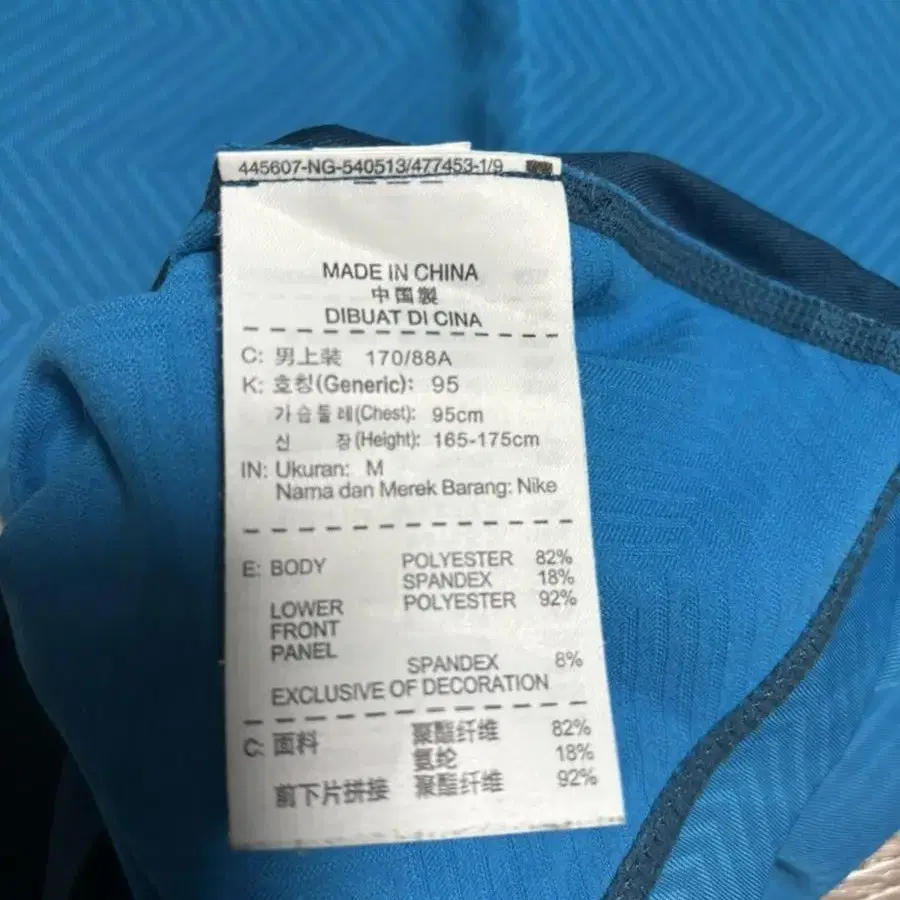 445607-NG-540513/477453-1/9
MADE IN CHINA
中国製
DIBUAT DI CINA
C: 男上装 170/88A
K: 호칭(Generic): 95
가슴둘레(Chest): 95cm
신 장(Height): 165-175cm
IN: Ukuran: M
Nama dan Merek Barang: Nike
E: BODY POLYESTER 82%
SPANDEX 18%
LOWER POLYESTER 92%
FRONT
PANEL
SPANDEX 8%
EXCLUSIVE OF DECORATION
C: 面料 聚酯纤维 82%
氨纶 18%
前下片拼接 聚酯纤维 92%